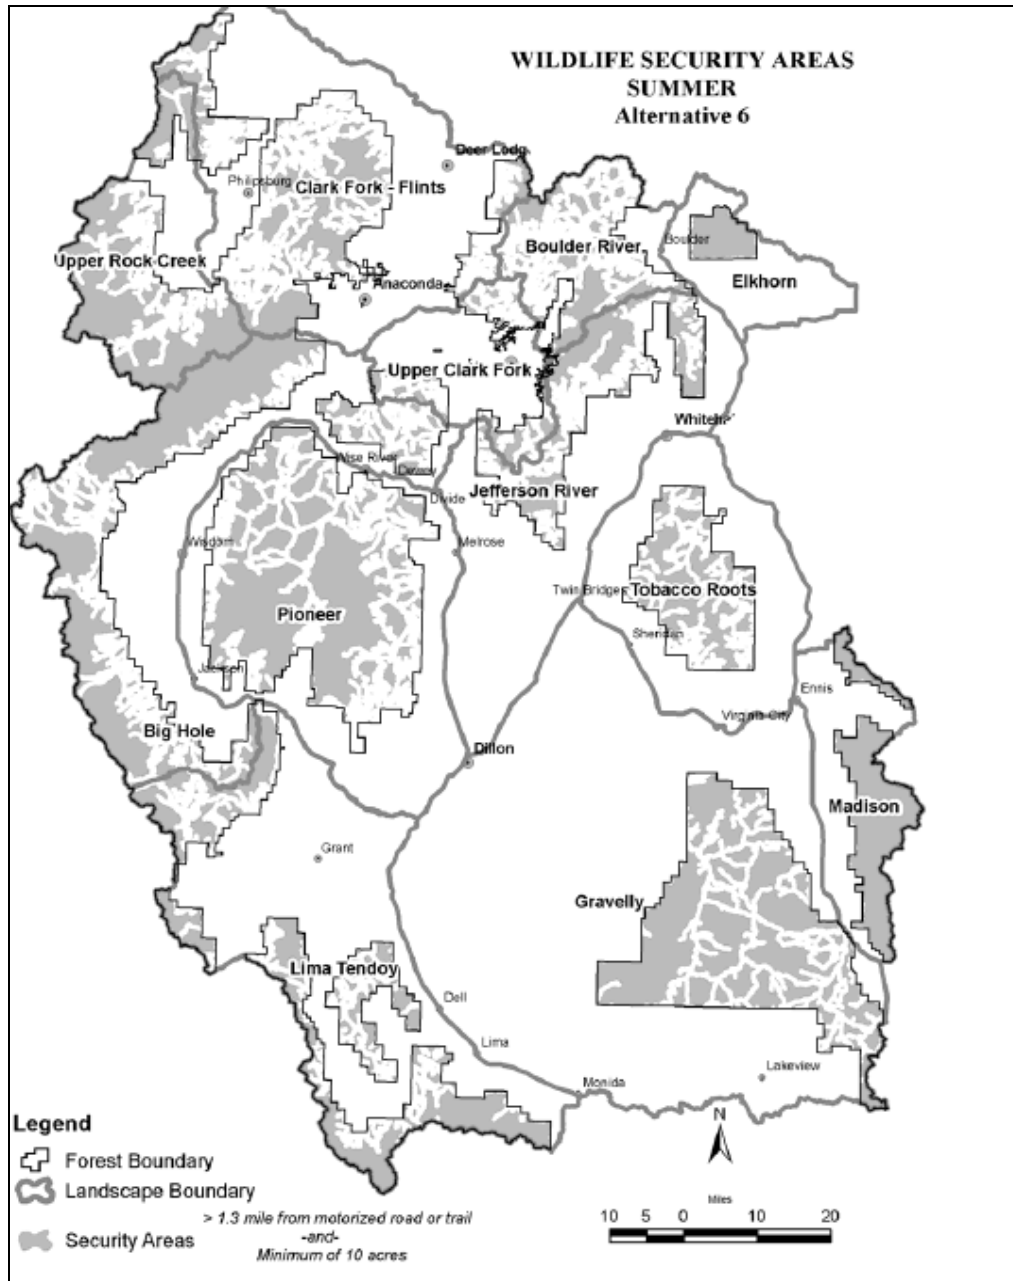 WILDLIFE SECURITY AREAS
SUMMER
Alternative 6
Deer Lodg
Philipsburg
Clark Fork - Flints
Boulder River
Boulder
Upper Rock Creek
Elkhorn
Anaconda
Upper Clark Fork
Whiteh
Wise River
Dewey
Divide
Jefferson River
Wisdom
Melrose
Twin Bridge
Tobacco Roots
Pioneer
Sheridan
Jackson
Ennis
Virginia City
Big Hole
Dillon
Madison
Grant
Gravelly
Lima Tendoy
Dell
Lima
Lakeview
Monida
N
Legend
Forest Boundary
Landscape Boundary
Security Areas
> 1.3 mile from motorized road or trail
-and-
Minimum of 10 acres
Miles
10 5 0 10 20